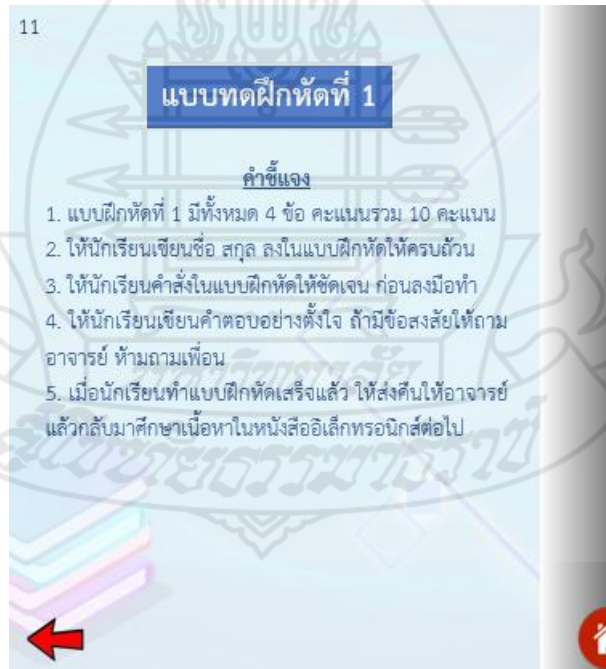 11
แบบทดฝึกหัดที่ 1
คำชี้แจง
1. แบบฝึกหัดที่ 1 มีทั้งหมด 4 ข้อ คะแนนรวม 10 คะแนน
2. ให้นักเรียนเขียนชื่อ สกุล ลงในแบบฝึกหัดให้ครบถ้วน
3. ให้นักเรียนคำสั่งในแบบฝึกหัดให้ชัดเจน ก่อนลงมือทำ
4. ให้นักเรียนเขียนคำตอบอย่างตั้งใจ ถ้ามีข้อสงสัยให้ถาม
อาจารย์ ห้ามถามเพื่อน
5. เมื่อนักเรียนทำแบบฝึกหัดเสร็จแล้ว ให้ส่งคืนให้อาจารย์
แล้วกลับมาศึกษาเนื้อหาในหนังสืออิเล็กทรอนิกส์ต่อไป